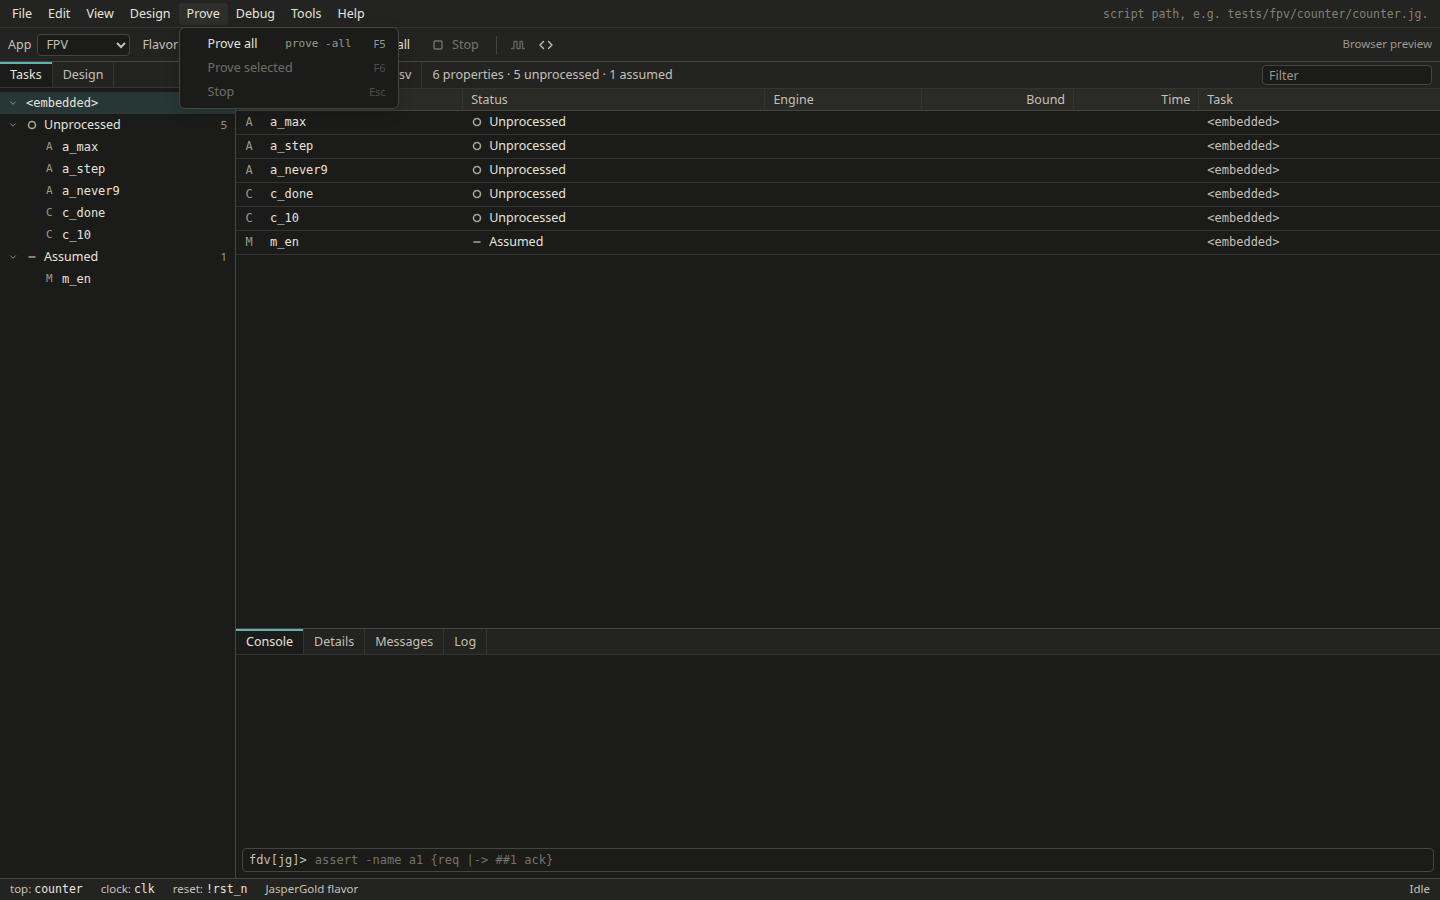 File Edit View Design Prove Debug Tools Help script path, e.g. tests/fpv/counter/counter.jg.
App FPV Flavor all Stop Browser preview
Prove all prove -all F5
Prove selected F6
Stop Esc
Tasks Design sv 6 properties · 5 unprocessed · 1 assumed Filter
<embedded> Status Engine Bound Time Task
Unprocessed 5
a_max
a_step
a_never9
c_done
c_10
Assumed 1
m_en
A a_max Unprocessed <embedded>
A a_step Unprocessed <embedded>
A a_never9 Unprocessed <embedded>
C c_done Unprocessed <embedded>
C c_10 Unprocessed <embedded>
M m_en Assumed <embedded>
Console Details Messages Log
fdv[jg]> assert -name a1 {req |-> ##1 ack}
top: counter clock: clk reset: !rst_n JasperGold flavor Idle